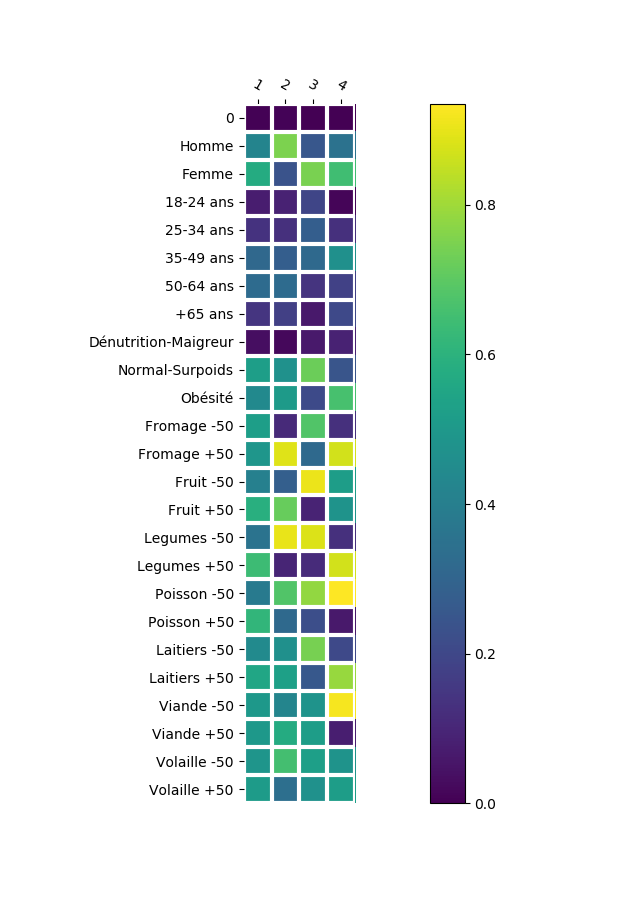 1 2 3 4
0
Homme
Femme
18-24 ans
25-34 ans
35-49 ans
50-64 ans
+65 ans
Dénutrition-Maigreur
Normal-Surpoids
Obésité
Fromage -50
Fromage +50
Fruit -50
Fruit +50
Legumes -50
Legumes +50
Poisson -50
Poisson +50
Laitiers -50
Laitiers +50
Viande -50
Viande +50
Volaille -50
Volaille +50
0.8
0.6
0.4
0.2
0.0